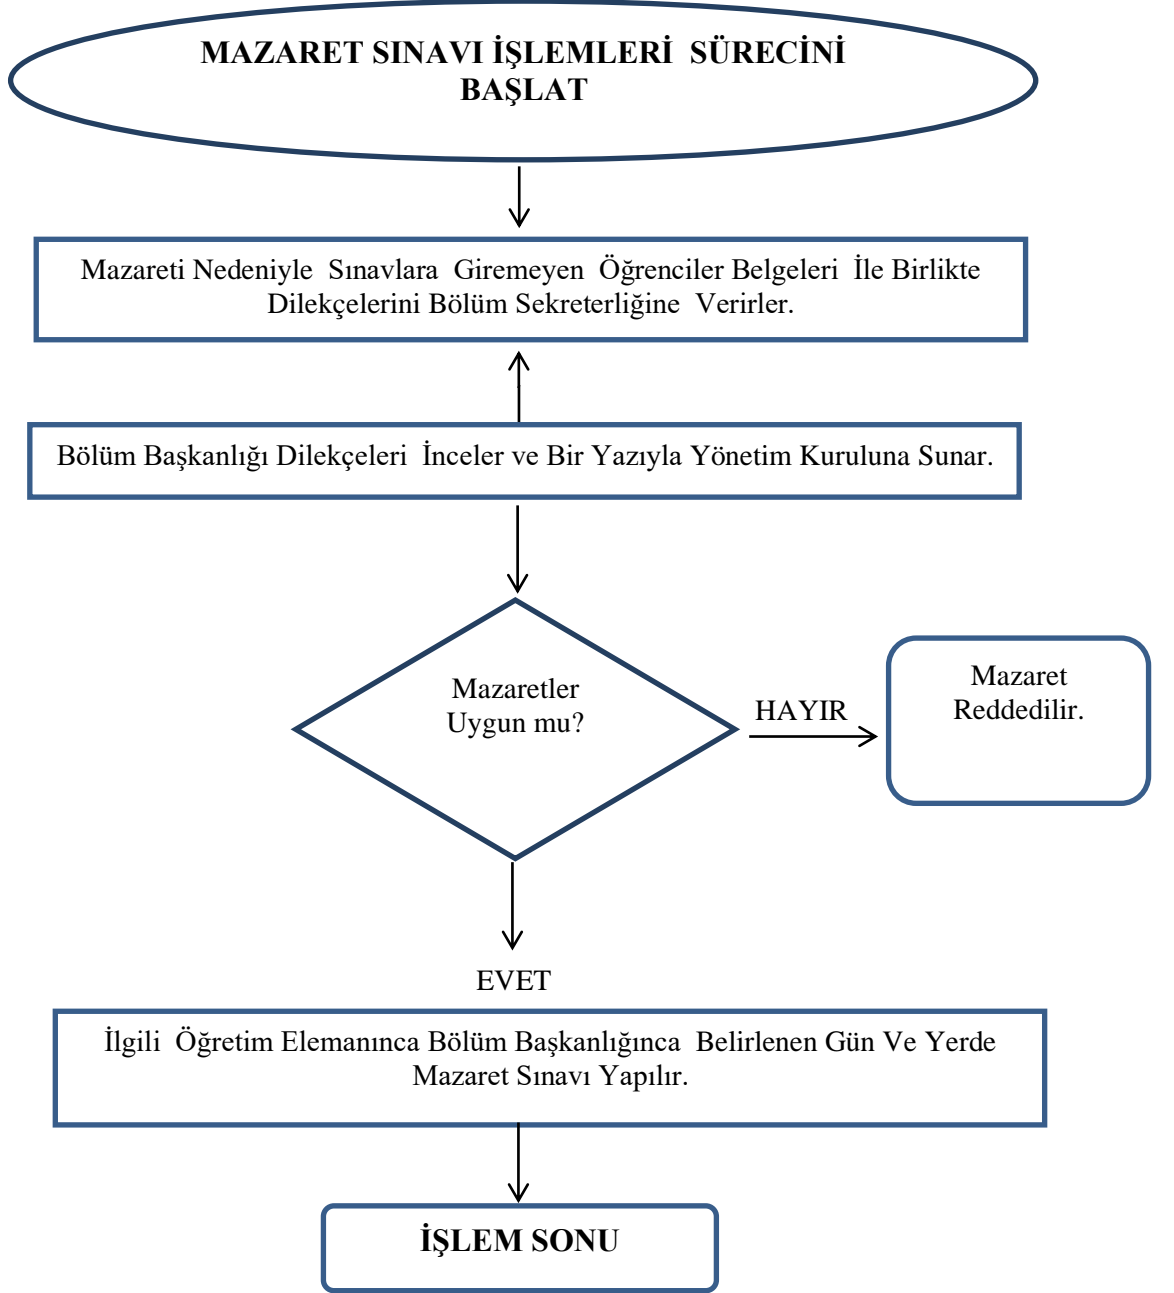 MAZARET SINAVI İŞLEMLERİ SÜRECİNİ
BAŞLAT
Mazareti Nedeniyle Sınavlara Giremeyen Öğrenciler Belgeleri İle Birlikte
Dilekçelerini Bölüm Sekreterliğine Verirler.
Bölüm Başkanlığı Dilekçeleri İnceler ve Bir Yazıyla Yönetim Kuruluna Sunar.
Mazaretler
Uygun mu?
HAYIR
Mazaret
Reddedilir.
EVET
İlgili Öğretim Elemanınca Bölüm Başkanlığınca Belirlenen Gün Ve Yerde
Mazaret Sınavı Yapılır.
İŞLEM SONU